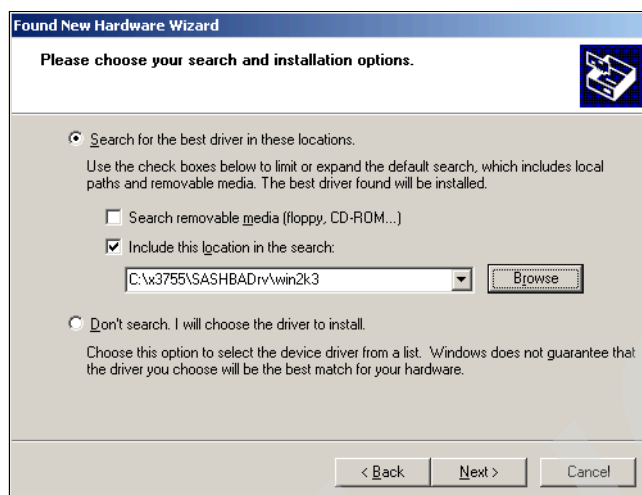 Found New Hardware Wizard
Please choose your search and installation options.
Search for the best driver in these locations.
Use the check boxes below to limit or expand the default search, which includes local
paths and removable media. The best driver found will be installed.
Search removable media (floppy, CD-ROM...)
Include this location in the search:
C:\x3755\SASHBADrv\win2k3
Browse
Don't search. I will choose the driver to install.
Choose this option to select the device driver from a list. Windows does not guarantee that
the driver you choose will be the best match for your hardware.
< Back Next > Cancel